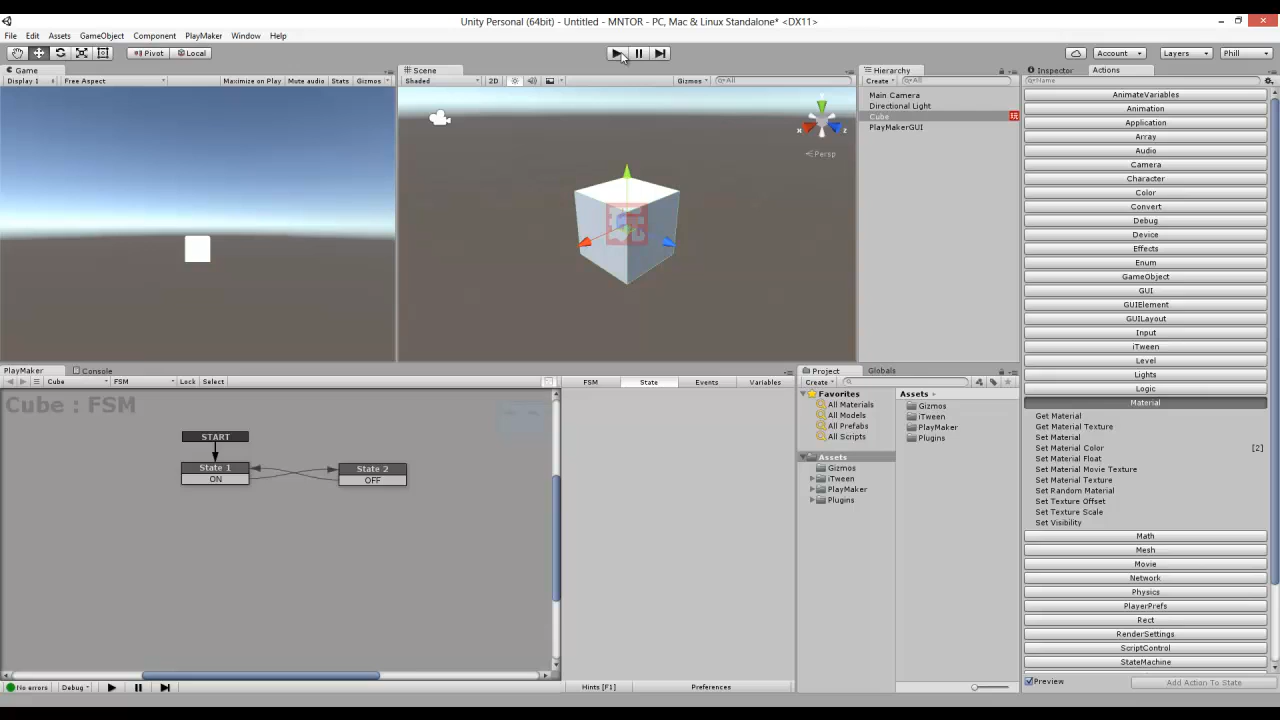 Unity Personal (64bit) - Untitled - MNTOR - PC, Mac & Linux Standalone* <DX11>
File Edit Assets GameObject Component PlayMaker Window Help
Pivot Local Account Layers Phill
Game Scene Hierarchy Inspector Actions
Display 1 Free Aspect Maximize on Play Mute audio Stats Gizmos Shaded 2D Gizmos All Create All Name
Main Camera
Directional Light
Cube 玩
PlayMakerGUI
y
x z
Persp
玩
AnimateVariables
Animation
Application
Array
Audio
Camera
Character
Color
Convert
Debug
Device
Effects
Enum
GameObject
GUI
GUIElement
GUILayout
Input
iTween
Level
Lights
Logic
Material
Get Material
Get Material Texture
Set Material
Set Material Color [2]
Set Material Float
Set Material Movie Texture
Set Material Texture
Set Random Material
Set Texture Offset
Set Texture Scale
Set Visibility
Math
Mesh
Movie
Network
Physics
PlayerPrefs
Rect
RenderSettings
ScriptControl
StateMachine
Preview Add Action To State
PlayMaker Console
Cube FSM Lock Select FSM State Events Variables
Cube : FSM
START
State 1
ON
State 2
OFF
No errors Debug Hints [F1] Preferences
Project Globals
Create
Favorites
All Materials
All Models
All Prefabs
All Scripts
Assets
Gizmos
iTween
PlayMaker
Plugins
Assets
Gizmos
iTween
PlayMaker
Plugins